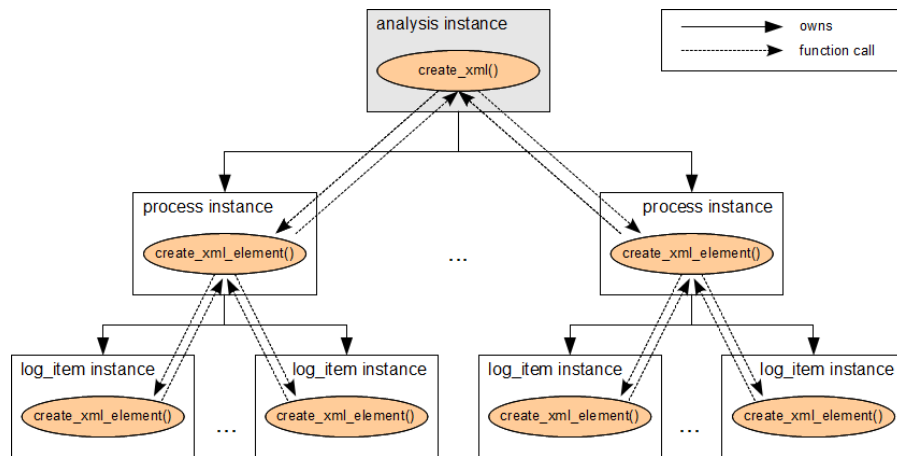 analysis instance
owns
function call
create_xml()
process instance
process instance
create_xml_element()
...
create_xml_element()
log_item instance
log_item instance
log_item instance
log_item instance
create_xml_element()
...
create_xml_element()
create_xml_element()
...
create_xml_element()